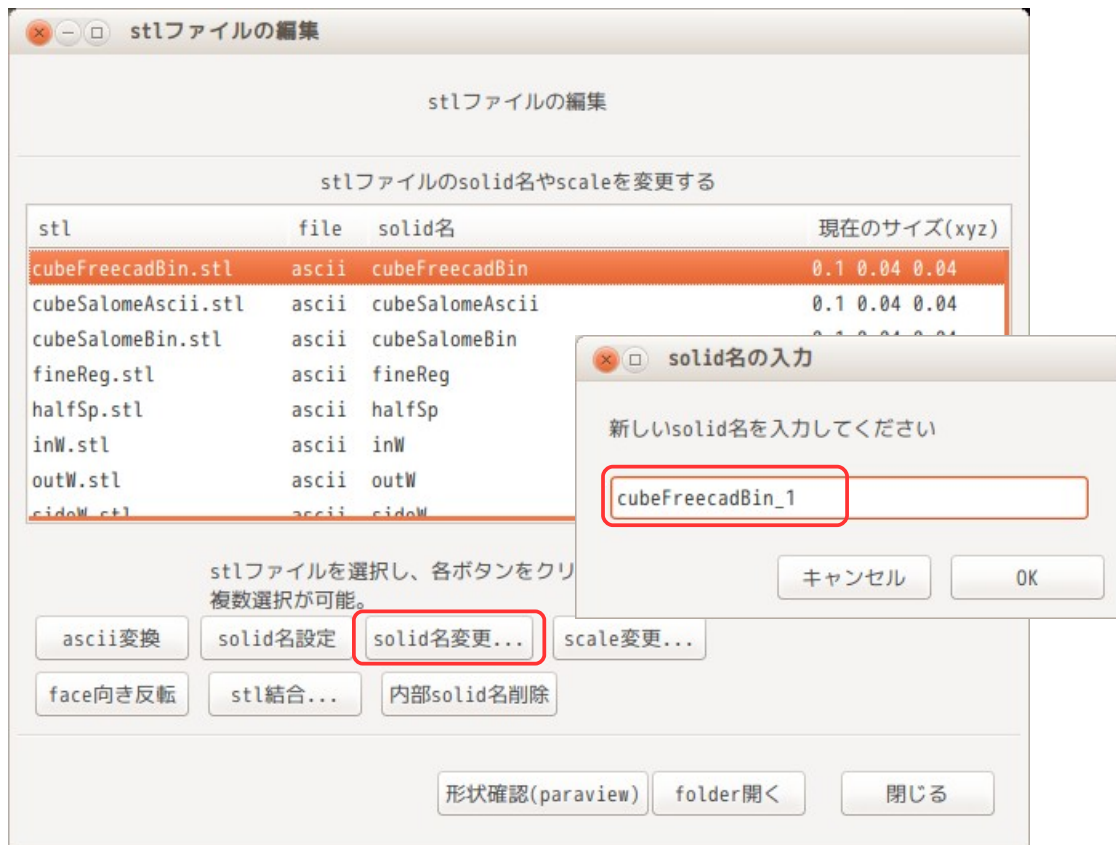 stlファイルの編集
stlファイルの編集
stlファイルのsolid名やscaleを変更する
stl file solid名 現在のサイズ(xyz)
cubeFreecadBin.stl ascii cubeFreecadBin 0.1 0.04 0.04
cubeSalomeAscii.stl ascii cubeSalomeAscii 0.1 0.04 0.04
cubeSalomeBin.stl ascii cubeSalomeBin
fineReg.stl ascii fineReg
halfSp.stl ascii halfSp
inW.stl ascii inW
outW.stl ascii outW
sideW.stl ascii sideW
solid名の入力
新しいsolid名を入力してください
cubeFreecadBin_1
キャンセル OK
stlファイルを選択し、各ボタンをクリ
複数選択が可能。
ascii変換 solid名設定 solid名変更... scale変更...
face向き反転 stl結合... 内部solid名削除
形状確認(paraview) folder開く 閉じる